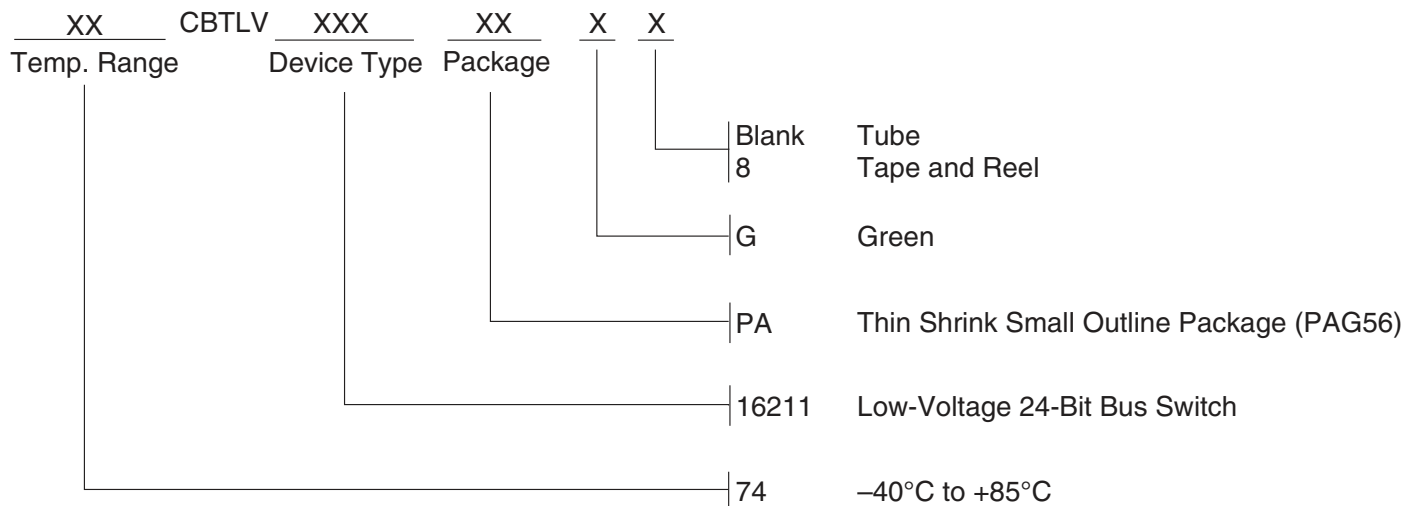 XX CBTLV XXX XX X X
Temp. Range Device Type Package
Blank Tube
8 Tape and Reel
G Green
PA Thin Shrink Small Outline Package (PAG56)
16211 Low-Voltage 24-Bit Bus Switch
74 –40°C to +85°C